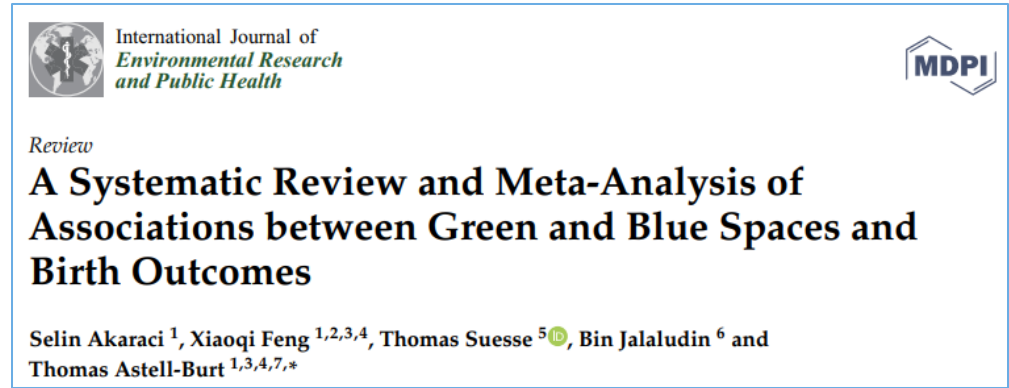 International Journal of
Environmental Research
and Public Health
MDPI
Review
A Systematic Review and Meta-Analysis of
Associations between Green and Blue Spaces and
Birth Outcomes
Selin Akaraci 1, Xiaoqi Feng 1,2,3,4, Thomas Suesse 5 iD, Bin Jalaludin 6 and
Thomas Astell-Burt 1,3,4,7,*